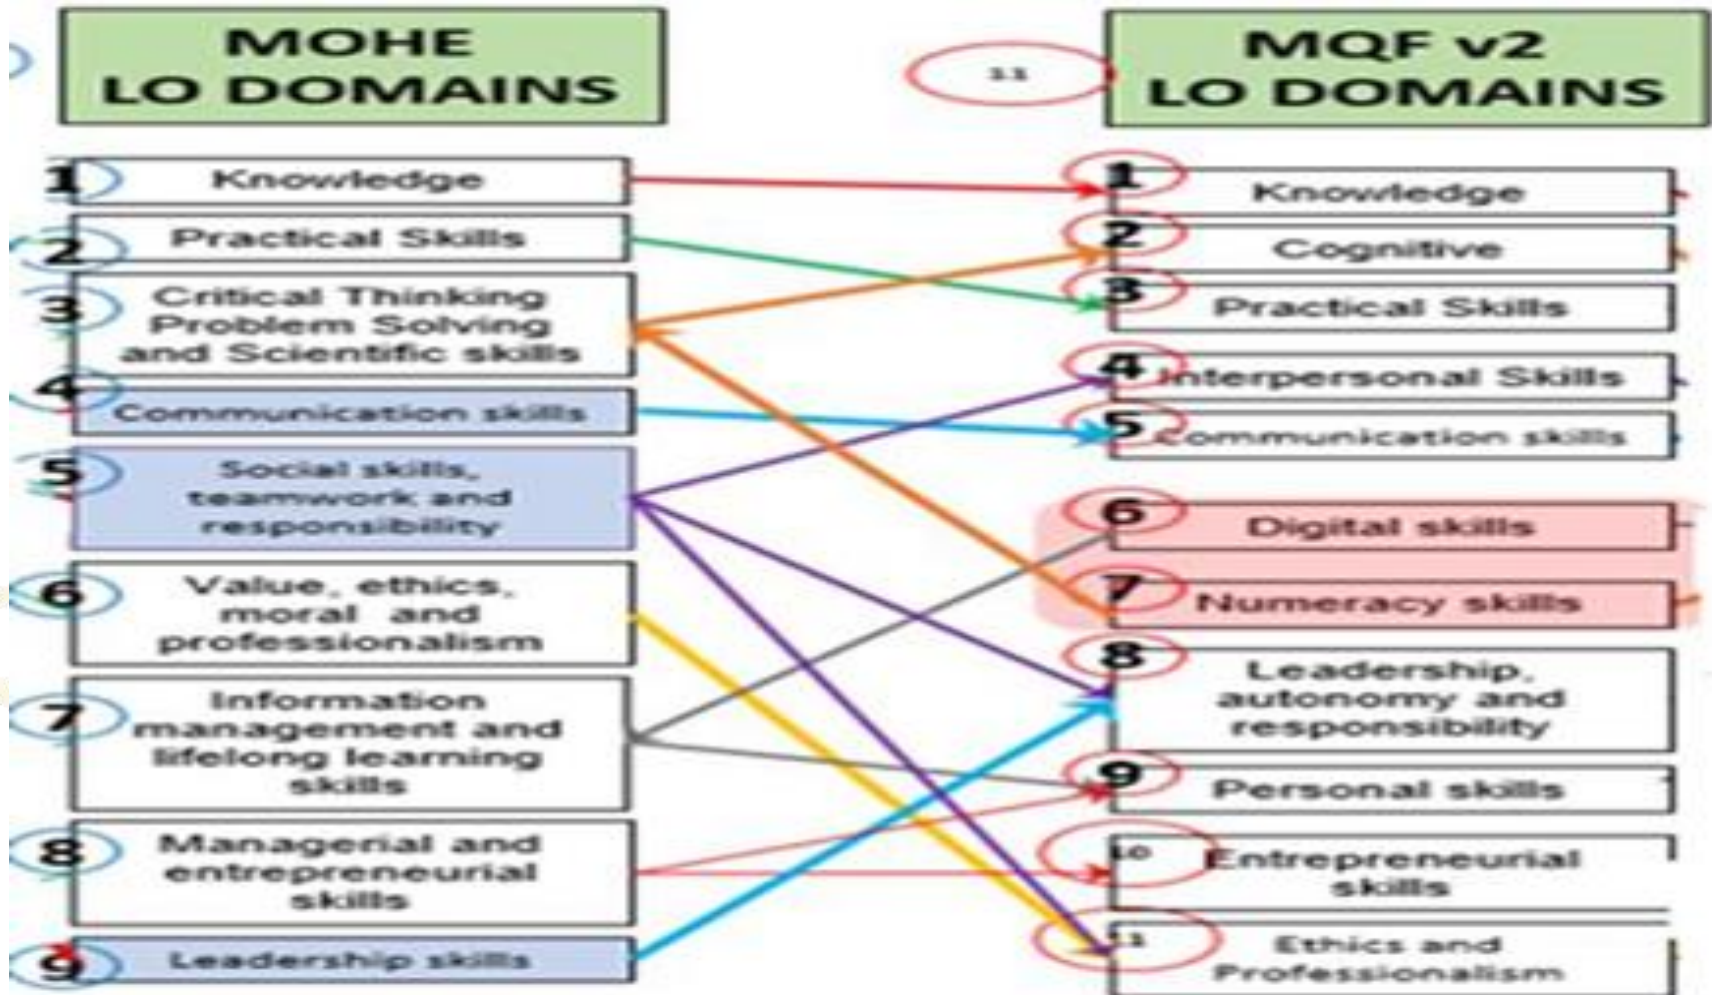 MOHE
LO DOMAINS
1
Knowledge
2
Practical Skills
3
Critical Thinking
Problem Solving
and Scientific skills
4
Communication skills
5
Social skills,
teamwork and
responsibility
6
Value, ethics,
moral and
professionalism
7
Information
management and
lifelong learning
skills
8
Managerial and
entrepreneurial
skills
9
Leadership skills
11
MQF v2
LO DOMAINS
1
Knowledge
2
Cognitive
3
Practical Skills
4
Interpersonal Skills
5
Communication skills
6
Digital skills
7
Numeracy skills
8
Leadership,
autonomy and
responsibility
9
Personal skills
10
Entrepreneurial
skills
11
Ethics and
Professionalism